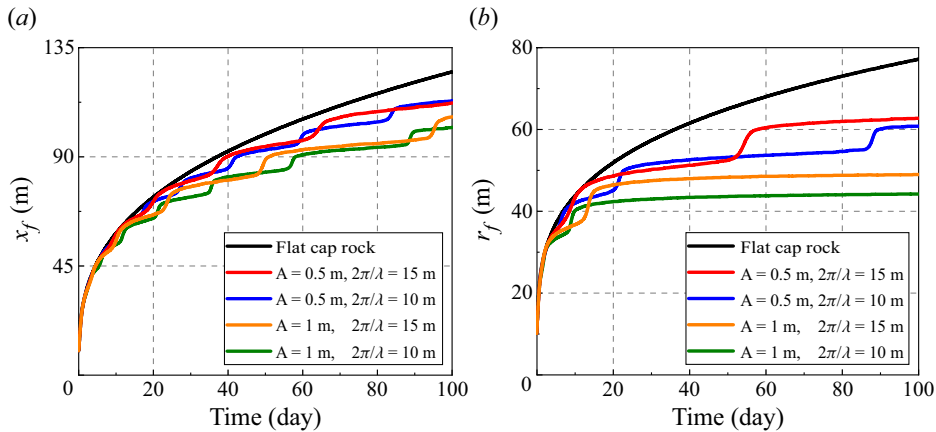 (a)
135
90
45
0
x_f (m)
0 20 40 60 80 100
Time (day)
Flat cap rock
A = 0.5 m, 2π/λ = 15 m
A = 0.5 m, 2π/λ = 10 m
A = 1 m, 2π/λ = 15 m
A = 1 m, 2π/λ = 10 m
(b)
80
60
40
20
0
r_f (m)
0 20 40 60 80 100
Time (day)
Flat cap rock
A = 0.5 m, 2π/λ = 15 m
A = 0.5 m, 2π/λ = 10 m
A = 1 m, 2π/λ = 15 m
A = 1 m, 2π/λ = 10 m